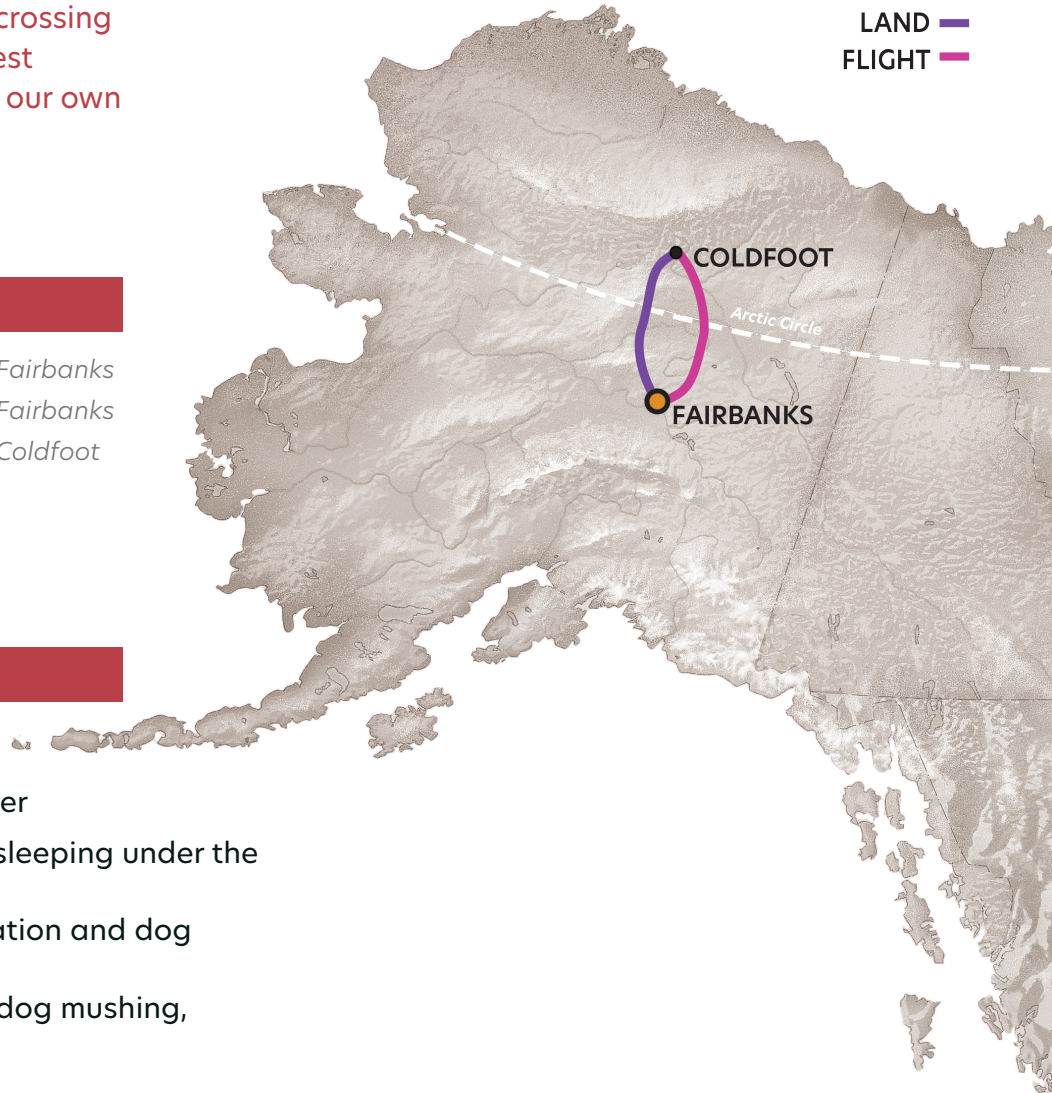 crossing
est
our own
LAND
FLIGHT
COLDFOOT
Arctic Circle
Fairbanks
Fairbanks
Coldfoot
FAIRBANKS
er
sleeping under the
ation and dog
dog mushing,